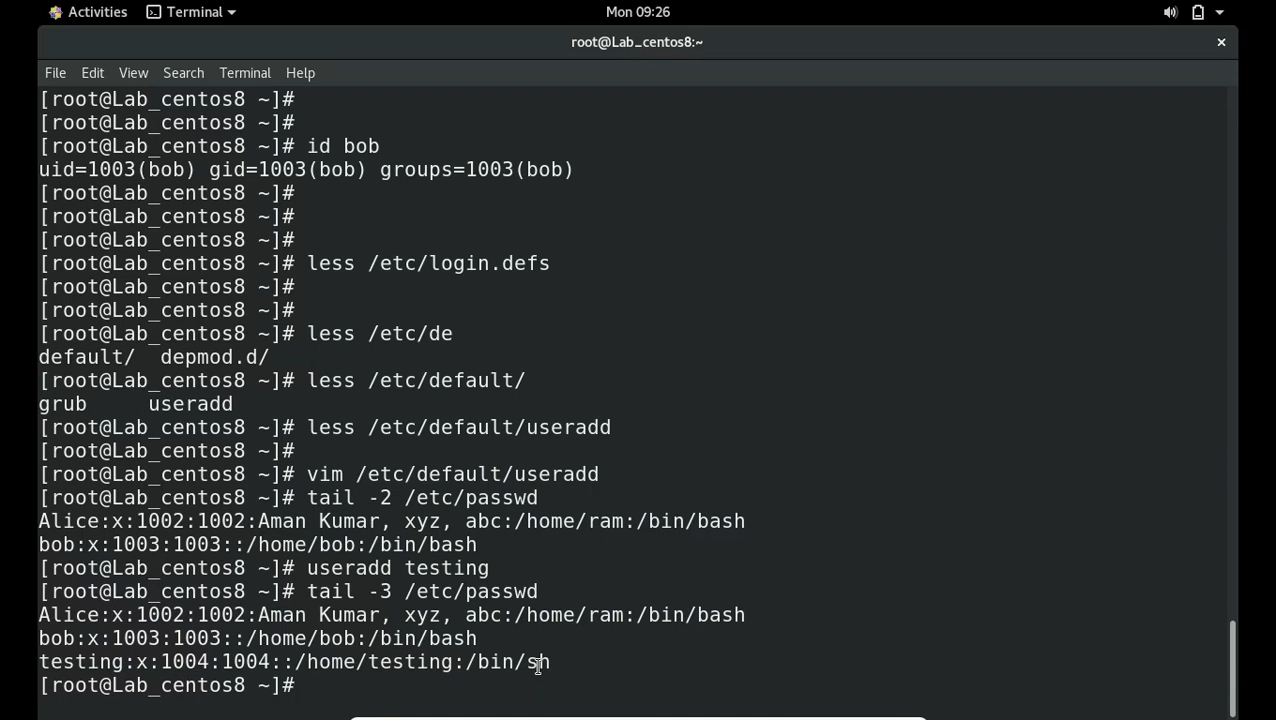 Activities Terminal Mon 09:26
root@Lab_centos8:~
File Edit View Search Terminal Help
[root@Lab_centos8 ~]#
[root@Lab_centos8 ~]#
[root@Lab_centos8 ~]# id bob
uid=1003(bob) gid=1003(bob) groups=1003(bob)
[root@Lab_centos8 ~]#
[root@Lab_centos8 ~]#
[root@Lab_centos8 ~]#
[root@Lab_centos8 ~]# less /etc/login.defs
[root@Lab_centos8 ~]#
[root@Lab_centos8 ~]#
[root@Lab_centos8 ~]# less /etc/de
default/  depmod.d/
[root@Lab_centos8 ~]# less /etc/default/
grub     useradd
[root@Lab_centos8 ~]# less /etc/default/useradd
[root@Lab_centos8 ~]#
[root@Lab_centos8 ~]# vim /etc/default/useradd
[root@Lab_centos8 ~]# tail -2 /etc/passwd
Alice:x:1002:1002:Aman Kumar, xyz, abc:/home/ram:/bin/bash
bob:x:1003:1003::/home/bob:/bin/bash
[root@Lab_centos8 ~]# useradd testing
[root@Lab_centos8 ~]# tail -3 /etc/passwd
Alice:x:1002:1002:Aman Kumar, xyz, abc:/home/ram:/bin/bash
bob:x:1003:1003::/home/bob:/bin/bash
testing:x:1004:1004::/home/testing:/bin/sh
[root@Lab_centos8 ~]#